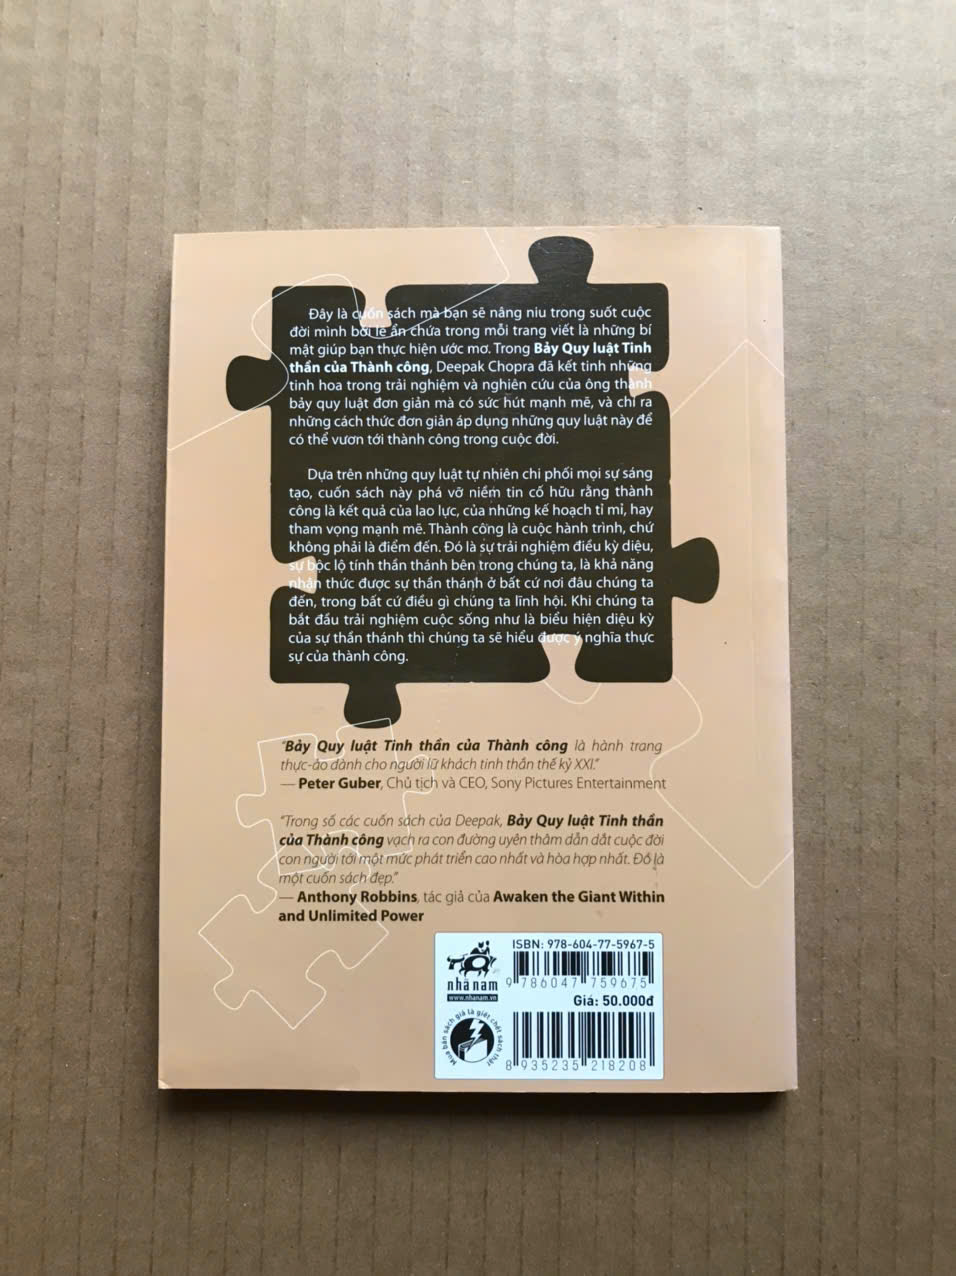 Đây là cuốn sách mà bạn sẽ nâng niu trong suốt cuộc
đời mình bởi lẽ ẩn chứa trong mỗi trang viết là những bí
mật giúp bạn thực hiện ước mơ. Trong Bảy Quy luật Tinh
thần của Thành công, Deepak Chopra đã kết tinh những
tinh hoa trong trải nghiệm và nghiên cứu của ông thành
bảy quy luật đơn giản mà có sức hút mạnh mẽ, và chỉ ra
những cách thức đơn giản áp dụng những quy luật này để
có thể vươn tới thành công trong cuộc đời.
Dựa trên những quy luật tự nhiên chi phối mọi sự sáng
tạo, cuốn sách này phá vỡ niềm tin cố hữu rằng thành
công là kết quả của lao lực, của những kế hoạch tỉ mỉ, hay
tham vọng mạnh mẽ. Thành công là cuộc hành trình, chứ
không phải là điểm đến. Đó là sự trải nghiệm điều kỳ diệu,
sự bộc lộ tính thần thánh bên trong chúng ta, là khả năng
nhận thức được sự thần thánh ở bất cứ nơi đâu chúng ta
đến, trong bất cứ điều gì chúng ta lĩnh hội. Khi chúng ta
bắt đầu trải nghiệm cuộc sống như là biểu hiện diệu kỳ
của sự thần thánh thì chúng ta sẽ hiểu được ý nghĩa thực
sự của thành công.
“Bảy Quy luật Tinh thần của Thành công là hành trang
thực-ảo dành cho người lữ khách tinh thần thế kỷ XXI.”
— Peter Guber, Chủ tịch và CEO, Sony Pictures Entertainment
“Trong số các cuốn sách của Deepak, Bảy Quy luật Tinh thần
của Thành công vạch ra con đường uyên thâm dẫn dắt cuộc đời
con người tới một mức phát triển cao nhất và hòa hợp nhất. Đó là
một cuốn sách đẹp.”
— Anthony Robbins, tác giả của Awaken the Giant Within
and Unlimited Power
nhã nam
www.nhanam.vn
Mua bán sách giả là giết chết sách thật
ISBN: 978-604-77-5967-5
9 786047 759675
Giá: 50.000đ
8 935235 218208